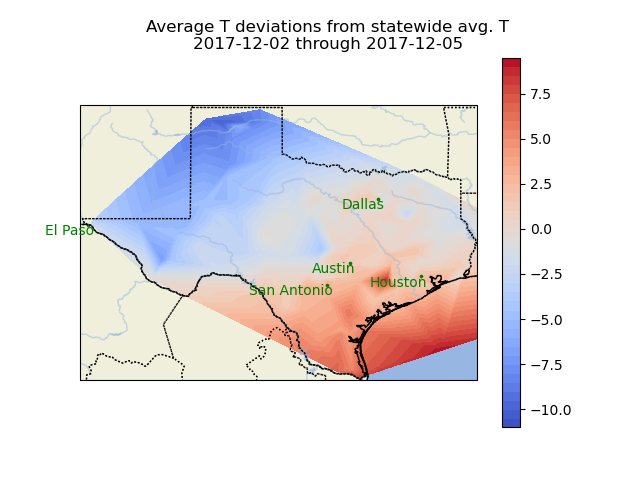 Average T deviations from statewide avg. T
2017-12-02 through 2017-12-05
7.5
5.0
Dallas
2.5
El Paso
0.0
Austin
−2.5
San Antonio
Houston
−5.0
−7.5
−10.0